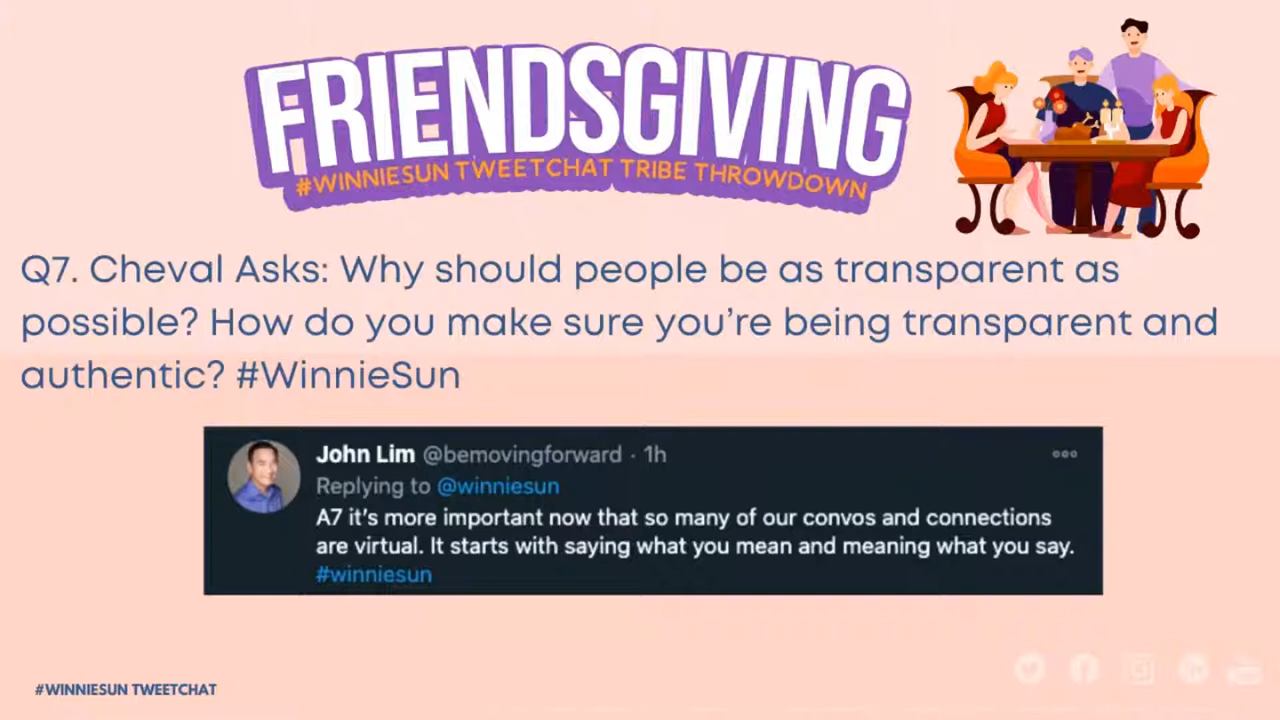 FRIENDSGIVING
#WINNIESUN TWEETCHAT TRIBE THROWDOWN
Q7. Cheval Asks: Why should people be as transparent as
possible? How do you make sure you’re being transparent and
authentic? #WinnieSun
John Lim @bemovingforward · 1h
Replying to @winniesun
A7 it’s more important now that so many of our convos and connections
are virtual. It starts with saying what you mean and meaning what you say.
#winniesun
#WINNIESUN TWEETCHAT